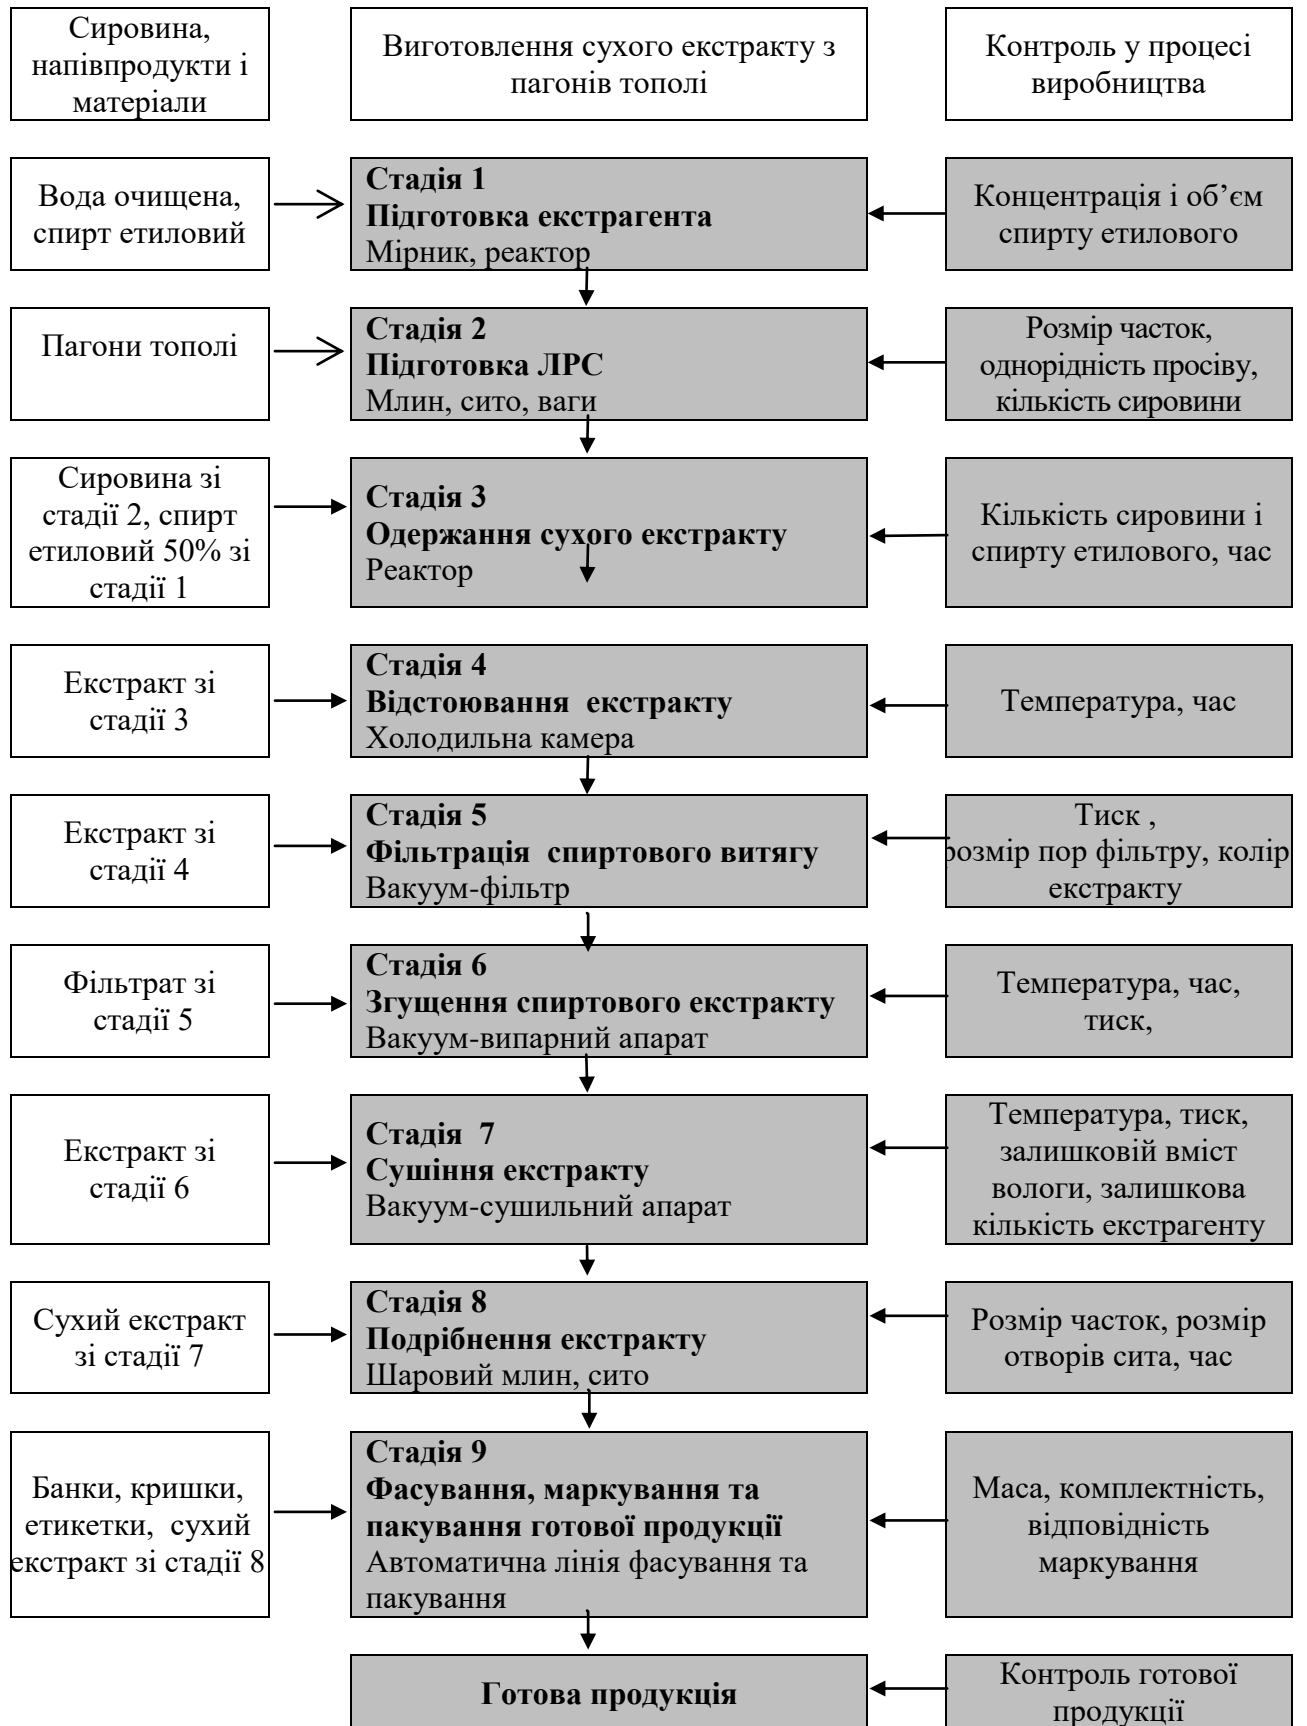 Сировина,
напівпродукти і
матеріали
Виготовлення сухого екстракту з
пагонів тополі
Контроль у процесі
виробництва
Вода очищена,
спирт етиловий
Стадія 1
Підготовка екстрагента
Мірник, реактор
Концентрація і об’єм
спирту етилового
Пагони тополі
Стадія 2
Підготовка ЛРС
Млин, сито, ваги
Розмір часток,
однорідність просіву,
кількість сировини
Сировина зі
стадії 2, спирт
етиловий 50% зі
стадії 1
Стадія 3
Одержання сухого екстракту
Реактор
Кількість сировини і
спирту етилового, час
Екстракт зі
стадії 3
Стадія 4
Відстоювання екстракту
Холодильна камера
Температура, час
Екстракт зі
стадії 4
Стадія 5
Фільтрація спиртового витягу
Вакуум-фільтр
Тиск ,
розмір пор фільтру, колір
екстракту
Фільтрат зі
стадії 5
Стадія 6
Згущення спиртового екстракту
Вакуум-випарний апарат
Температура, час,
тиск,
Екстракт зі
стадії 6
Стадія 7
Сушіння екстракту
Вакуум-сушильний апарат
Температура, тиск,
залишковій вміст
вологи, залишкова
кількість екстрагенту
Сухий екстракт
зі стадії 7
Стадія 8
Подрібнення екстракту
Шаровий млин, сито
Розмір часток, розмір
отворів сита, час
Банки, кришки,
етикетки, сухий
екстракт зі стадії 8
Стадія 9
Фасування, маркування та
пакування готової продукції
Автоматична лінія фасування та
пакування
Маса, комплектність,
відповідність
маркування
Готова продукція
Контроль готової
продукції